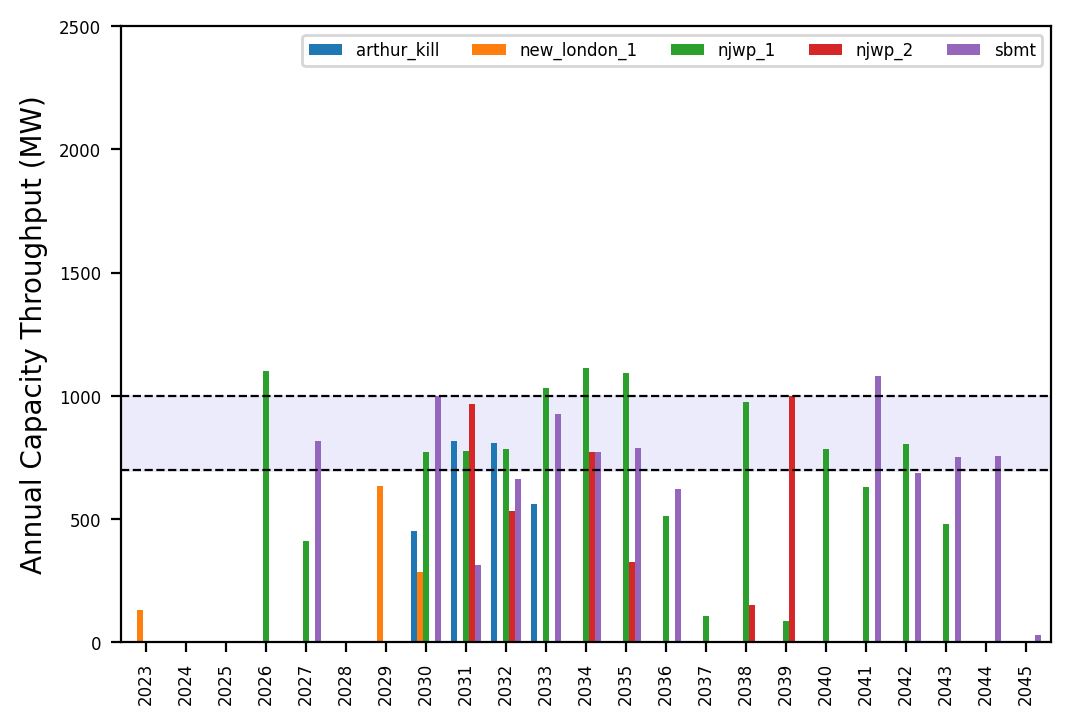 Annual Capacity Throughput (MW)
2500
2000
1500
1000
500
0
arthur_kill new_london_1 njwp_1 njwp_2 sbmt
2023 2024 2025 2026 2027 2028 2029 2030 2031 2032 2033 2034 2035 2036 2037 2038 2039 2040 2041 2042 2043 2044 2045